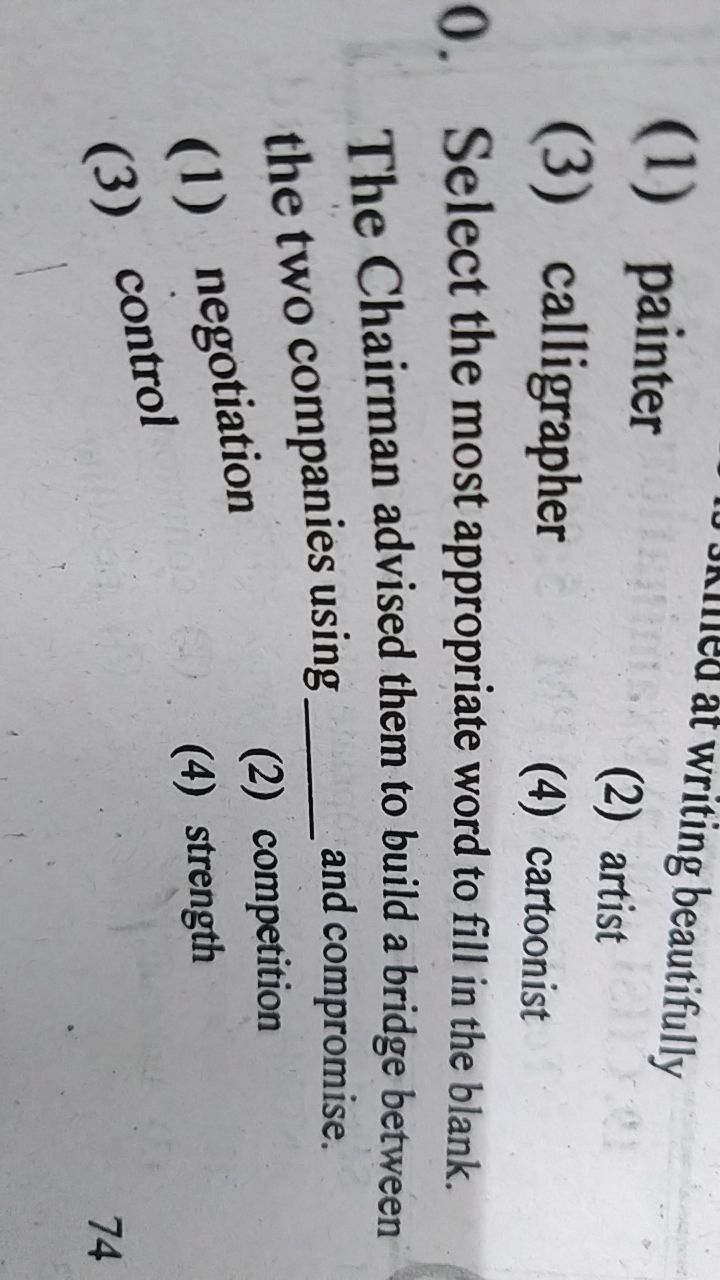 skilled at writing beautifully
(1) painter (2) artist
(3) calligrapher (4) cartoonist
0. Select the most appropriate word to fill in the blank.
The Chairman advised them to build a bridge between
the two companies using ______ and compromise.
(1) negotiation (2) competition
(3) control (4) strength
74